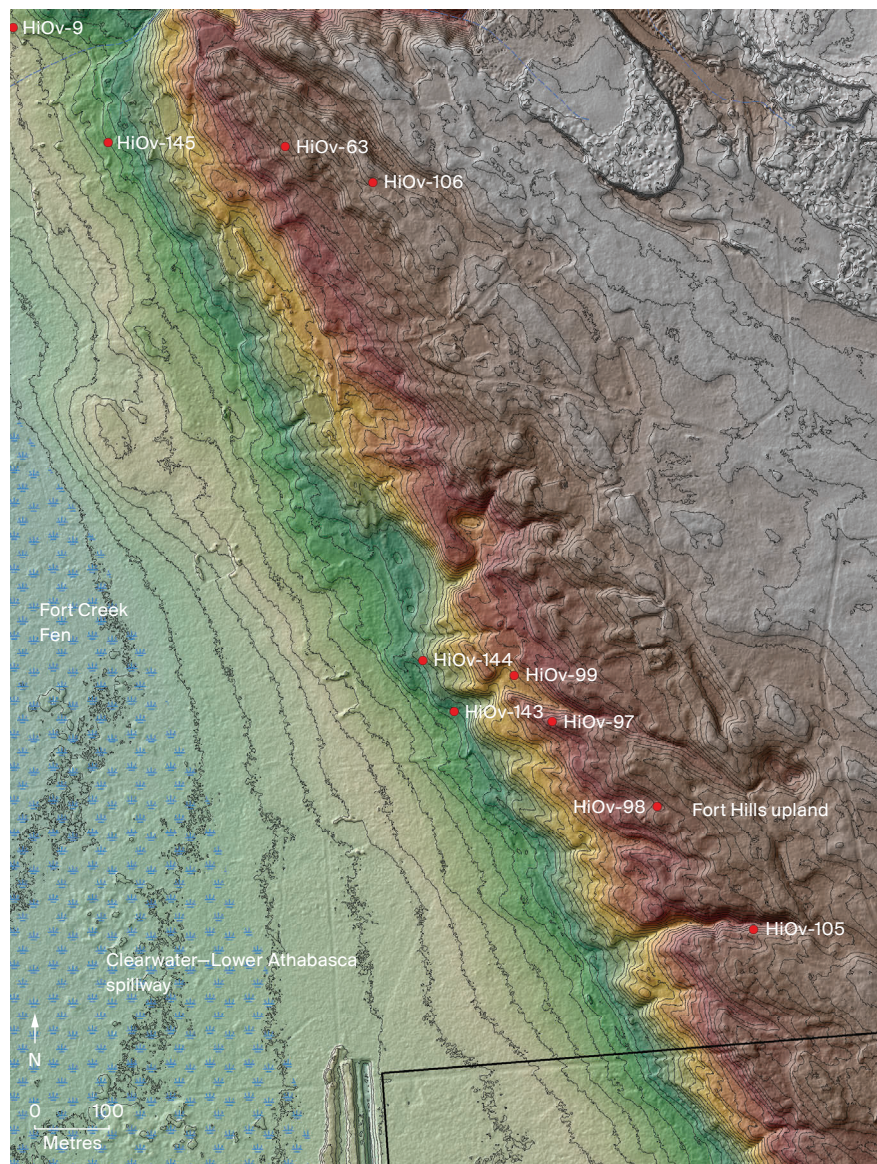 HiOv-9
HiOv-145
HiOv-63
HiOv-106
Fort Creek
Fen
HiOv-144
HiOv-99
HiOv-143
HiOv-97
HiOv-98
Fort Hills upland
HiOv-105
Clearwater—Lower Athabasca
spillway
N
0 100
Metres